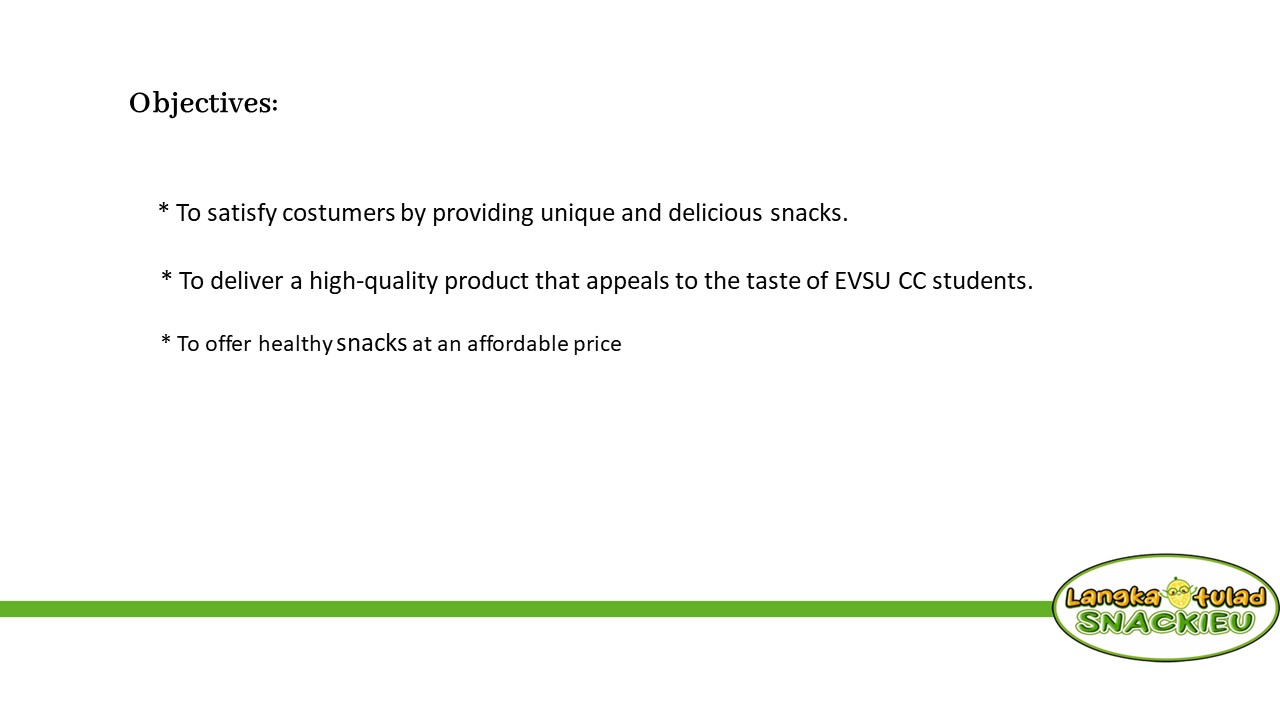 Objectives:
* To satisfy costumers by providing unique and delicious snacks.
* To deliver a high-quality product that appeals to the taste of EVSU CC students.
* To offer healthy snacks at an affordable price
Langka tulad
SNACKIEU